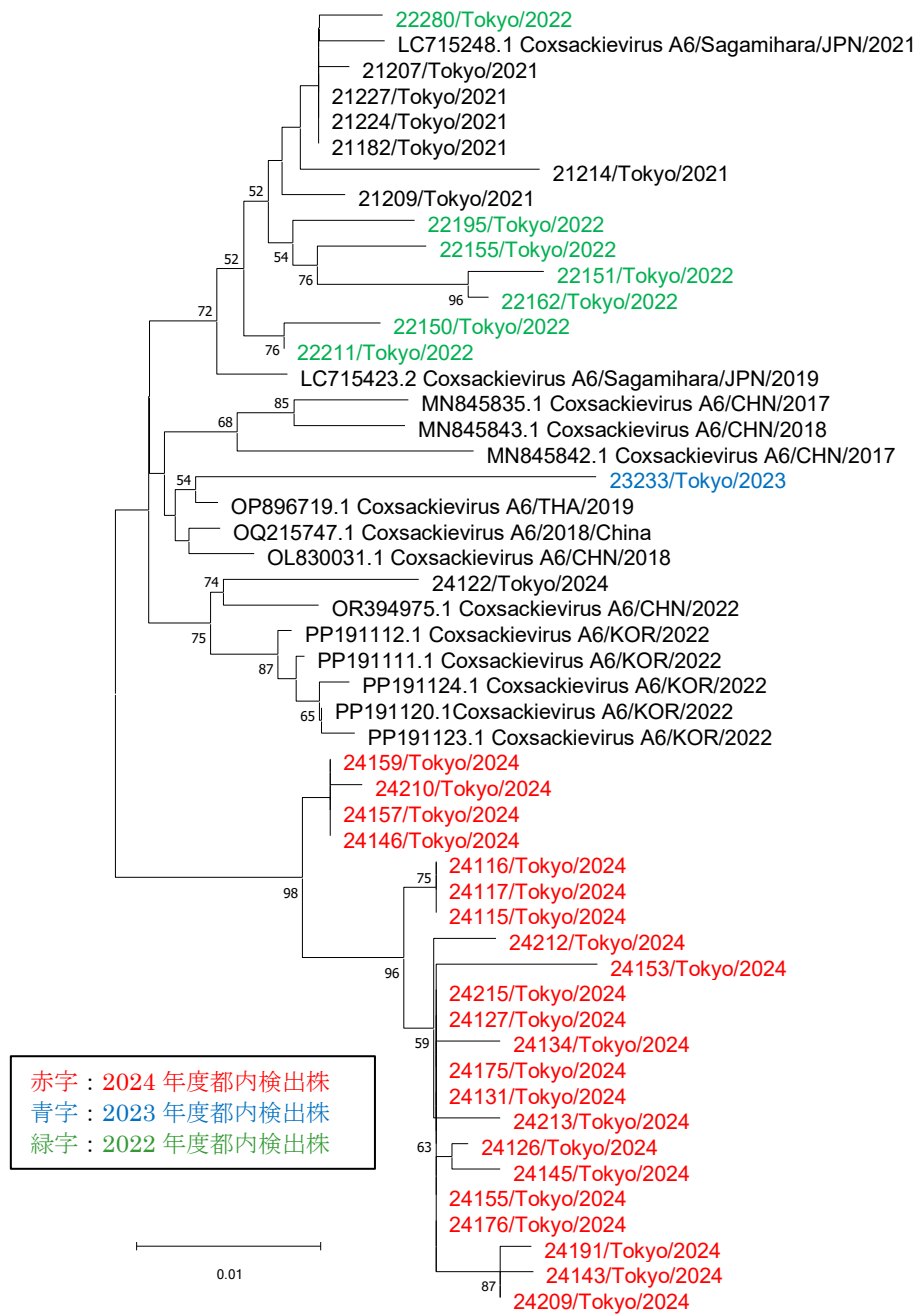 22280/Tokyo/2022
LC715248.1 Coxsackievirus A6/Sagamihara/JPN/2021
21207/Tokyo/2021
21227/Tokyo/2021
21224/Tokyo/2021
21182/Tokyo/2021
21214/Tokyo/2021
21209/Tokyo/2021
52
22195/Tokyo/2022
22155/Tokyo/2022
54
52
22151/Tokyo/2022
76
22162/Tokyo/2022
96
72
22150/Tokyo/2022
76
22211/Tokyo/2022
LC715423.2 Coxsackievirus A6/Sagamihara/JPN/2019
85
MN845835.1 Coxsackievirus A6/CHN/2017
68
MN845843.1 Coxsackievirus A6/CHN/2018
MN845842.1 Coxsackievirus A6/CHN/2017
54
23233/Tokyo/2023
OP896719.1 Coxsackievirus A6/THA/2019
OQ215747.1 Coxsackievirus A6/2018/China
OL830031.1 Coxsackievirus A6/CHN/2018
74
24122/Tokyo/2024
OR394975.1 Coxsackievirus A6/CHN/2022
75
PP191112.1 Coxsackievirus A6/KOR/2022
87
PP191111.1 Coxsackievirus A6/KOR/2022
PP191124.1 Coxsackievirus A6/KOR/2022
65
PP191120.1Coxsackievirus A6/KOR/2022
PP191123.1 Coxsackievirus A6/KOR/2022
24159/Tokyo/2024
24210/Tokyo/2024
24157/Tokyo/2024
24146/Tokyo/2024
98
24116/Tokyo/2024
75
24117/Tokyo/2024
24115/Tokyo/2024
24212/Tokyo/2024
96
24153/Tokyo/2024
24215/Tokyo/2024
24127/Tokyo/2024
59
24134/Tokyo/2024
24175/Tokyo/2024
24131/Tokyo/2024
24213/Tokyo/2024
63
24126/Tokyo/2024
24145/Tokyo/2024
24155/Tokyo/2024
24176/Tokyo/2024
24191/Tokyo/2024
24143/Tokyo/2024
87
24209/Tokyo/2024
赤字：2024 年度都内検出株
青字：2023 年度都内検出株
緑字：2022 年度都内検出株
0.01